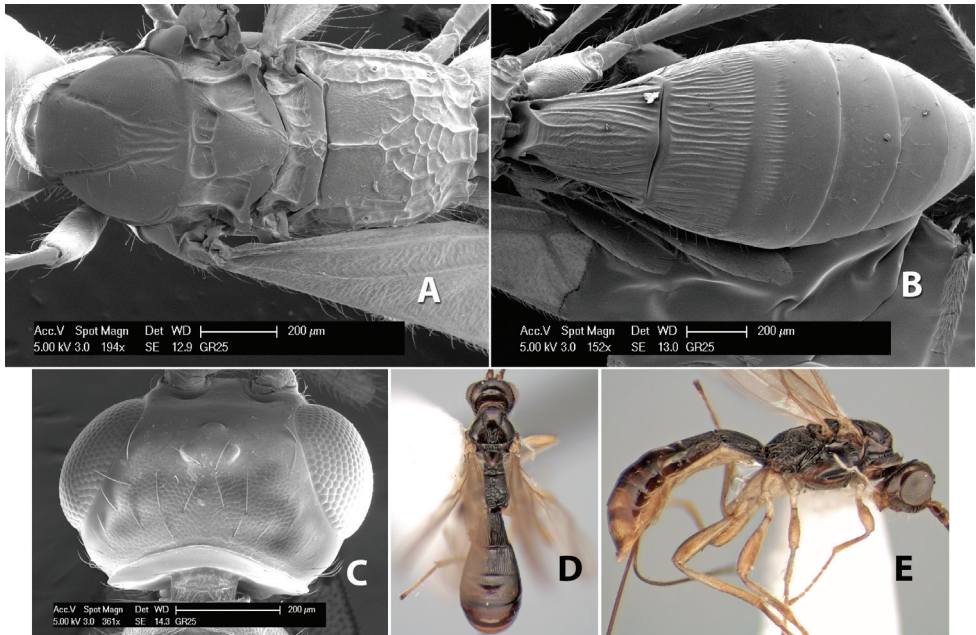 A
Acc.V Spot Magn Det WD 200 µm
5.00 kV 3.0 194x SE 12.9 GR25
B
Acc.V Spot Magn Det WD 200 µm
5.00 kV 3.0 152x SE 13.0 GR25
C
Acc.V Spot Magn Det WD 200 µm
5.00 kV 3.0 361x SE 14.3 GR25
D
E